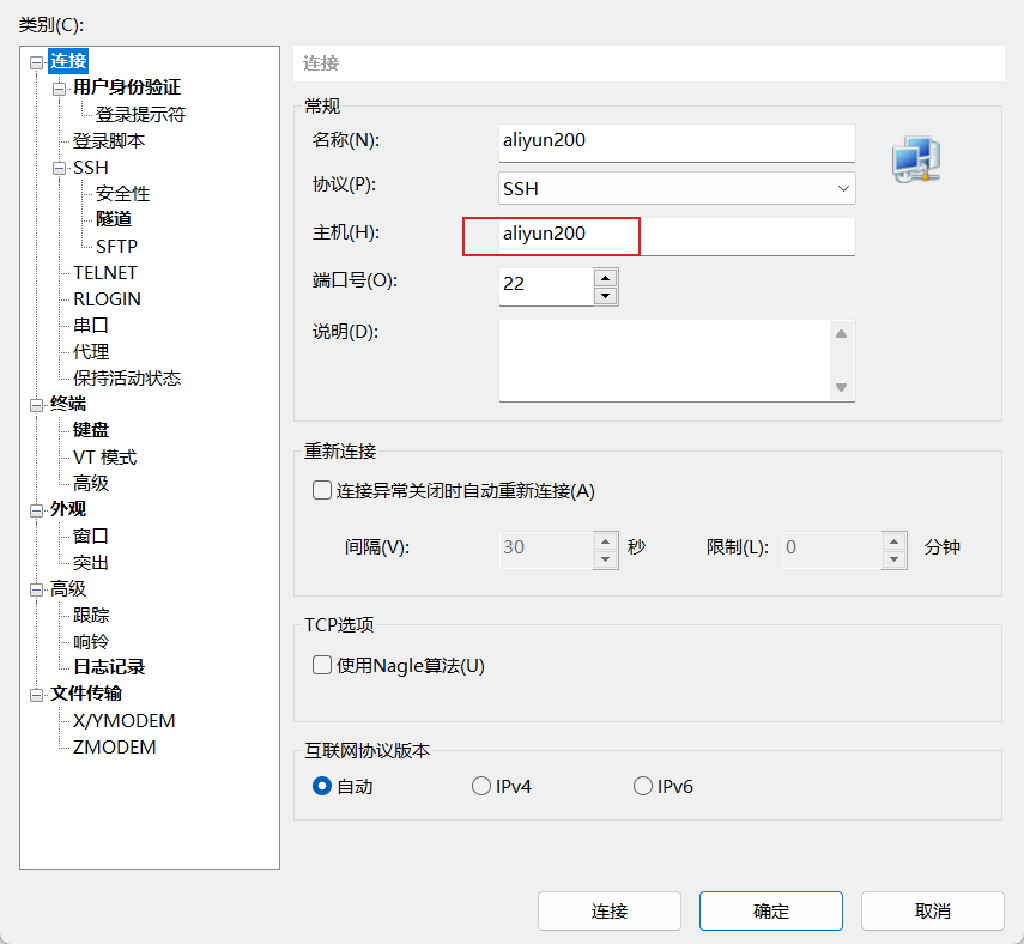 类别(C):
连接
用户身份验证
登录提示符
登录脚本
SSH
安全性
隧道
SFTP
TELNET
RLOGIN
串口
代理
保持活动状态
终端
键盘
VT 模式
高级
外观
窗口
突出
高级
跟踪
响铃
日志记录
文件传输
X/YMODEM
ZMODEM
连接
常规
名称(N): aliyun200
协议(P): SSH
主机(H): aliyun200
端口号(O): 22
说明(D):
重新连接
连接异常关闭时自动重新连接(A)
间隔(V): 30 秒 限制(L): 0 分钟
TCP选项
使用Nagle算法(U)
互联网协议版本
自动 IPv4 IPv6
连接 确定 取消